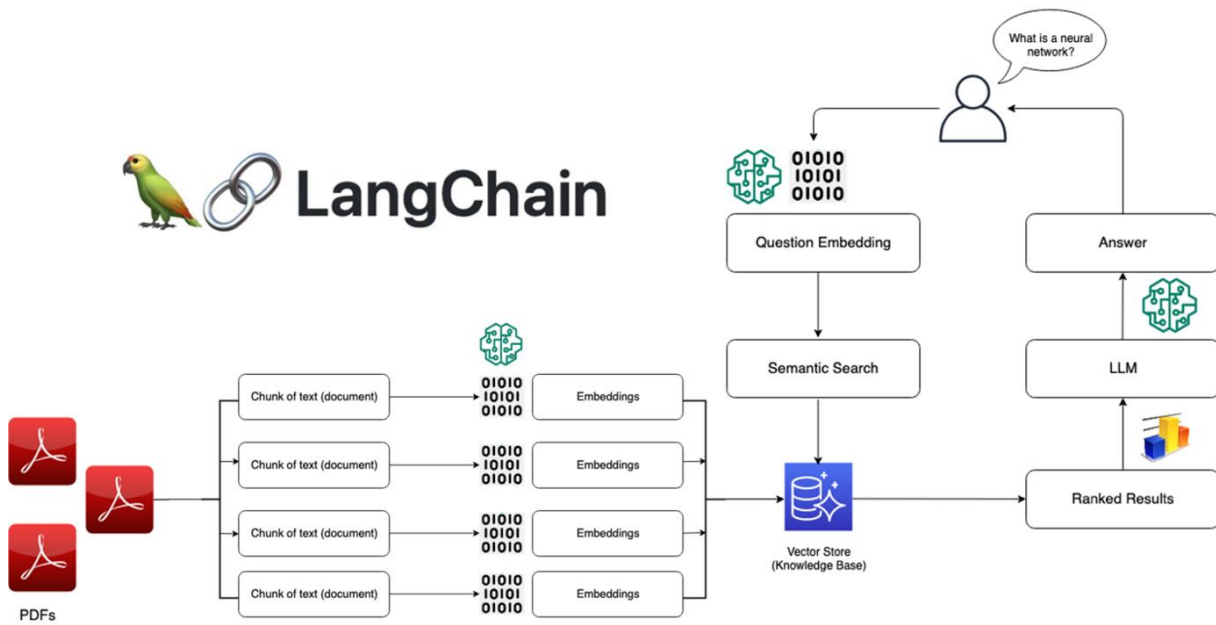 What is a neural
network?
01010
10101
01010
LangChain
Question Embedding
Answer
Semantic Search
LLM
Chunk of text (document)
01010
10101
01010
Embeddings
Chunk of text (document)
01010
10101
01010
Embeddings
Chunk of text (document)
01010
10101
01010
Embeddings
Chunk of text (document)
01010
10101
01010
Embeddings
PDFs
Vector Store
(Knowledge Base)
Ranked Results